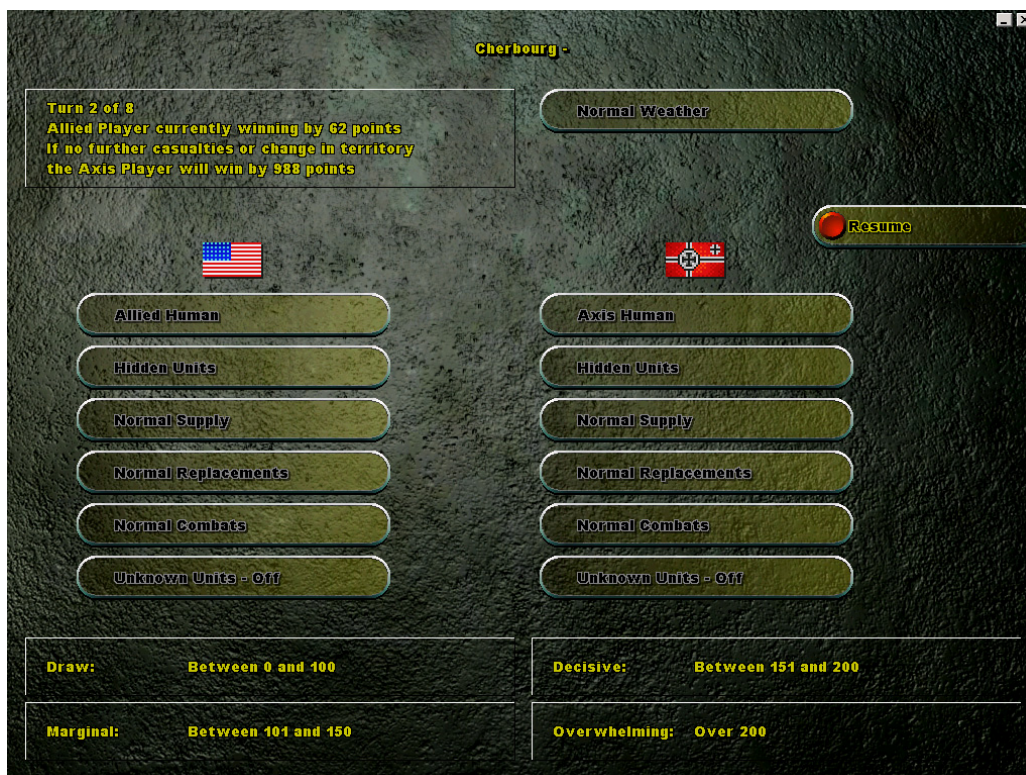 Cherbourg -
Turn 2 of 8
Allied Player currently winning by 62 points
If no further casualties or change in territory
the Axis Player will win by 988 points
Normal Weather
Resume
Allied Human
Hidden Units
Normal Supply
Normal Replacements
Normal Combats
Unknown Units - Off
Axis Human
Hidden Units
Normal Supply
Normal Replacements
Normal Combats
Unknown Units - Off
Draw: Between 0 and 100
Marginal: Between 101 and 150
Decisive: Between 151 and 200
Overwhelming: Over 200